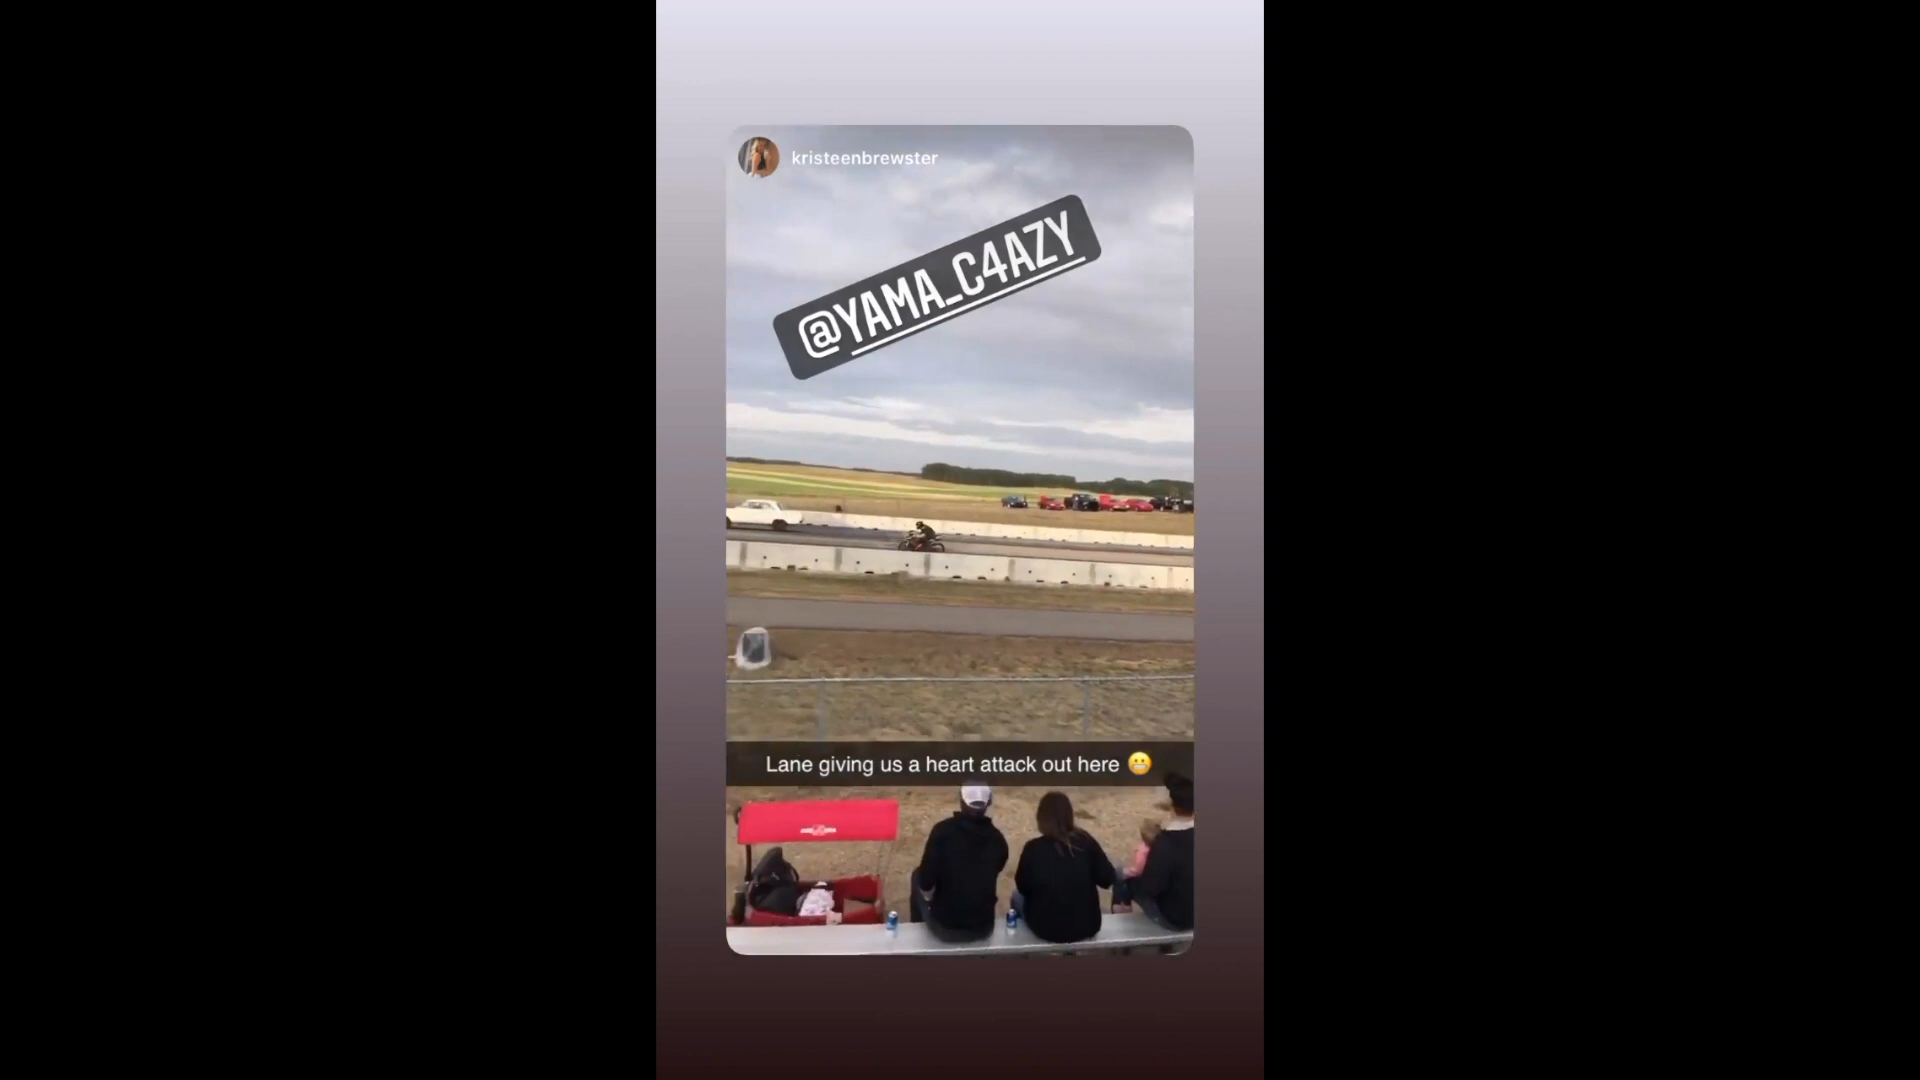 kristeenbrewster
@YAMA_C4AZY
Lane giving us a heart attack out here 😬